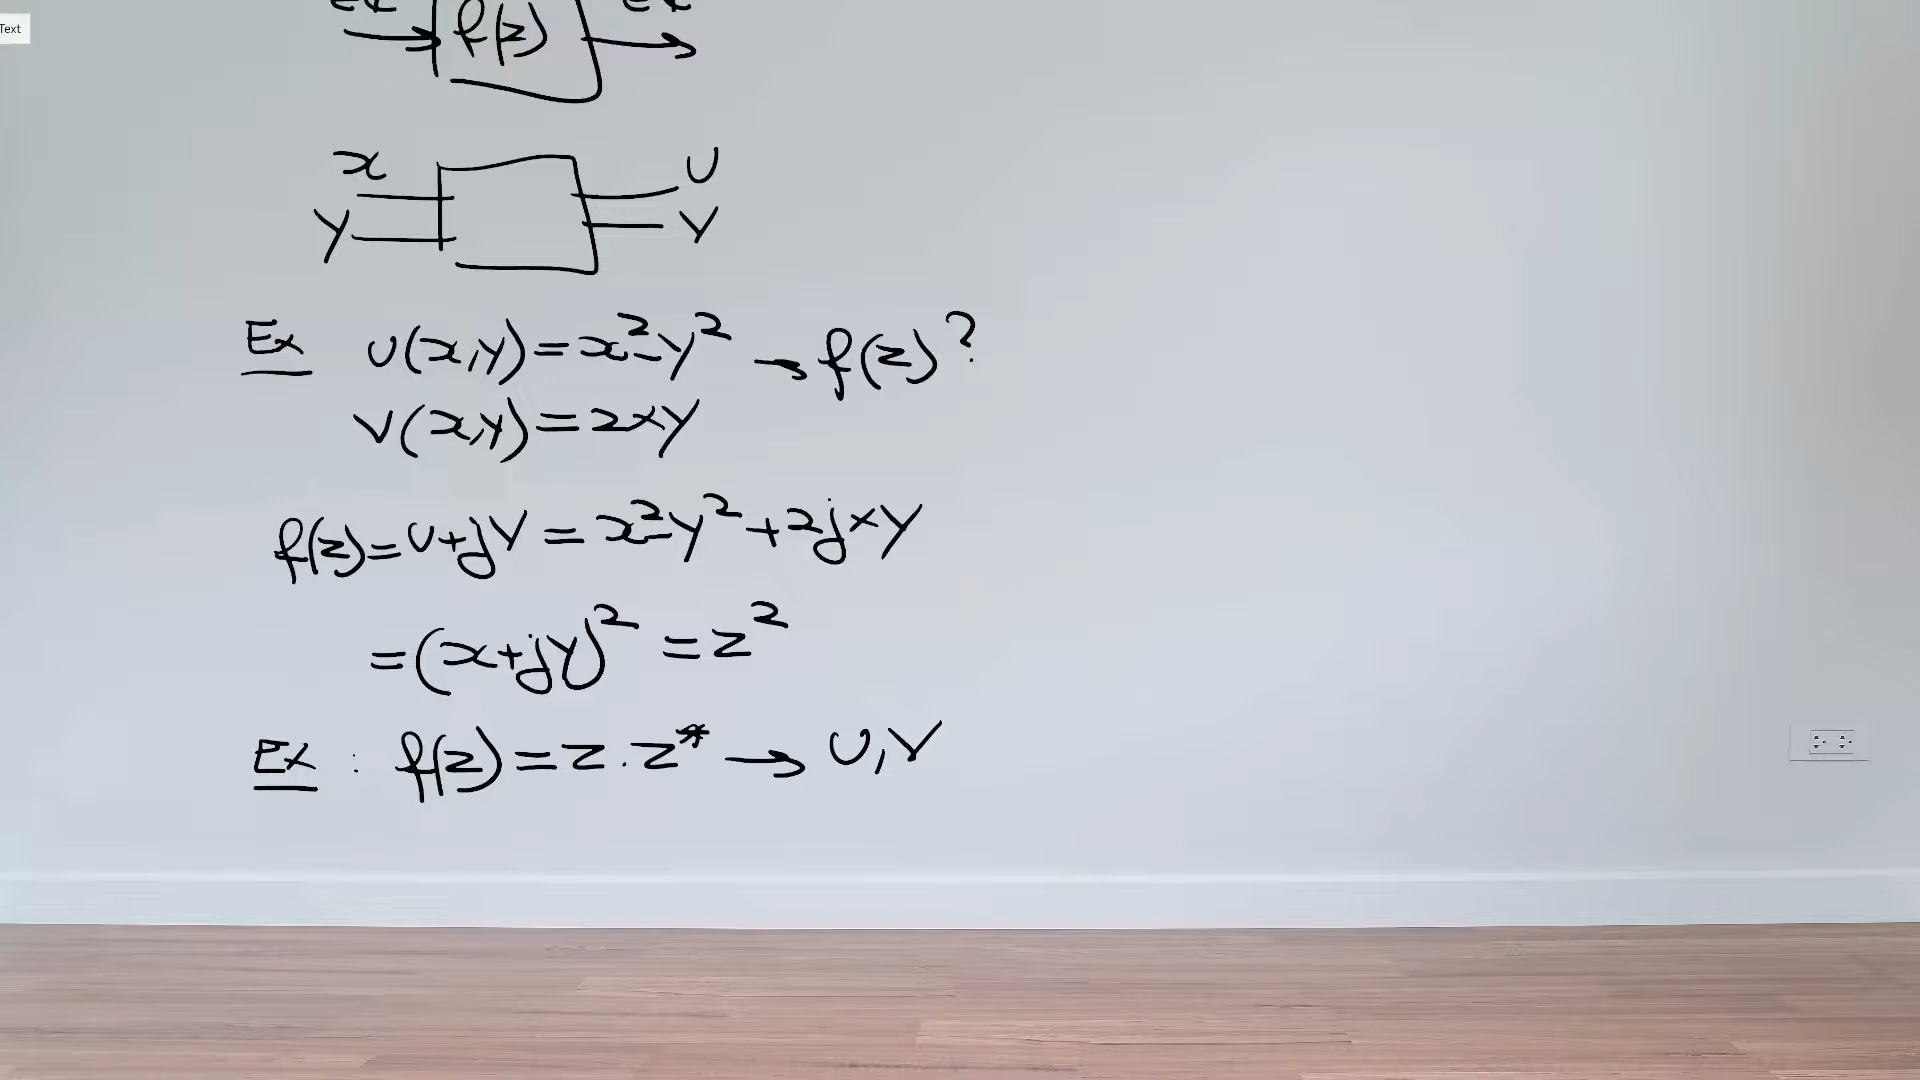 Text
f(z)
x U
Y V
Ex U(x,y)=x²-y² → f(z)?
V(x,y)=2xy
f(z)=U+jV=x²-y²+2jxy
=(x+jy)²=z²
Ex : f(z)=z.z* → U,V